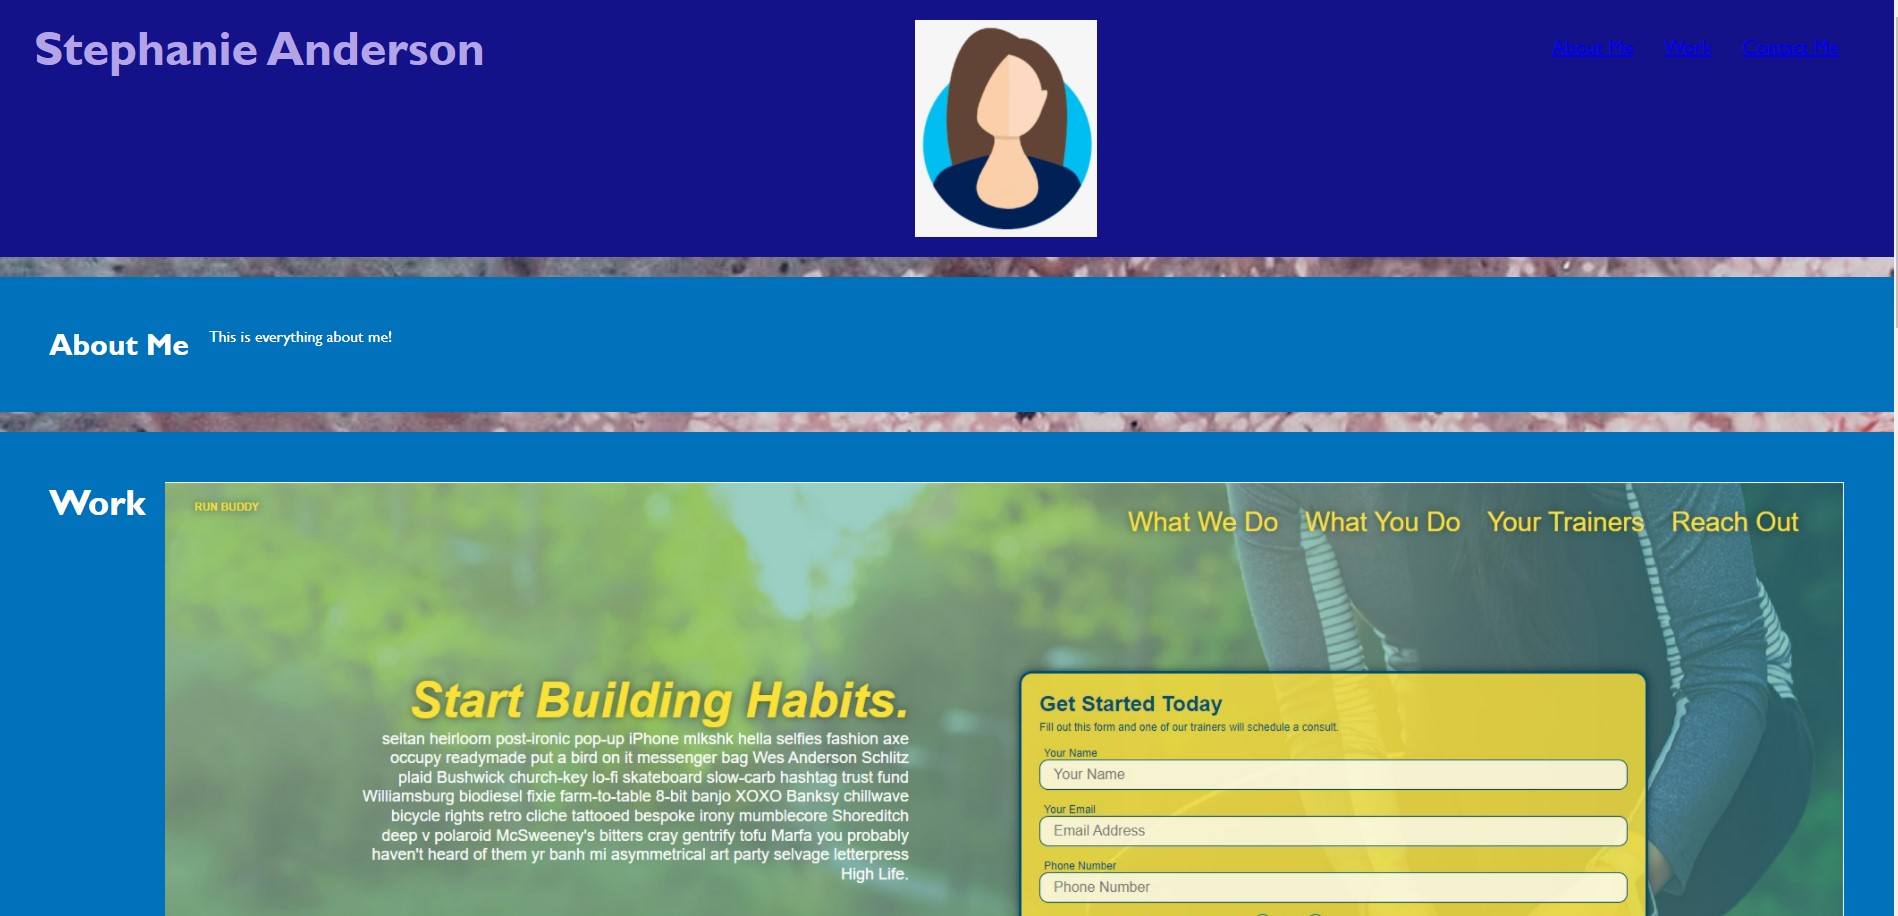 Stephanie Anderson
About Me Work Contact Me
About Me This is everything about me!
Work
RUN BUDDY
What We Do What You Do Your Trainers Reach Out
Start Building Habits.
seitan heirloom post-ironic pop-up iPhone mlkshk hella selfies fashion axe
occupy readymade put a bird on it messenger bag Wes Anderson Schlitz
plaid Bushwick church-key lo-fi skateboard slow-carb hashtag trust fund
Williamsburg biodiesel fixie farm-to-table 8-bit banjo XOXO Banksy chillwave
bicycle rights retro cliche tattooed bespoke irony mumblecore Shoreditch
deep v polaroid McSweeney's bitters cray gentrify tofu Marfa you probably
haven't heard of them yr banh mi asymmetrical art party selvage letterpress
High Life.
Get Started Today
Fill out this form and one of our trainers will schedule a consult.
Your Name
Your Name
Your Email
Email Address
Phone Number
Phone Number